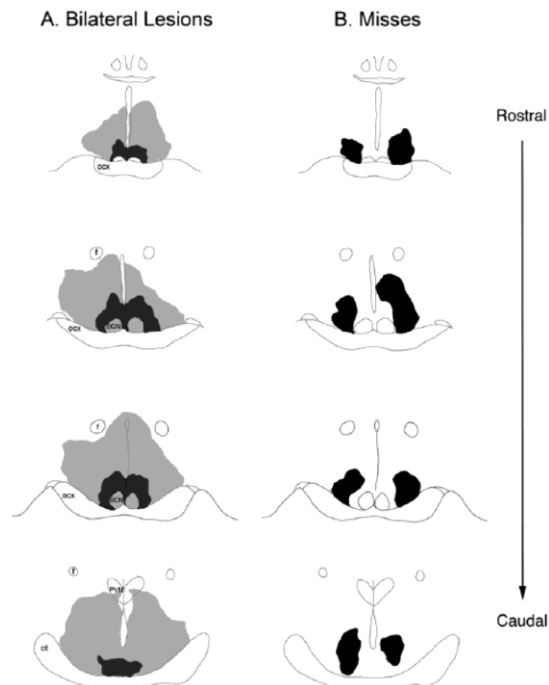 A. Bilateral Lesions
B. Misses
Rostral
ocx
f
ocx
SCN
f
ocx
SCN
f
PVN
ot
Caudal